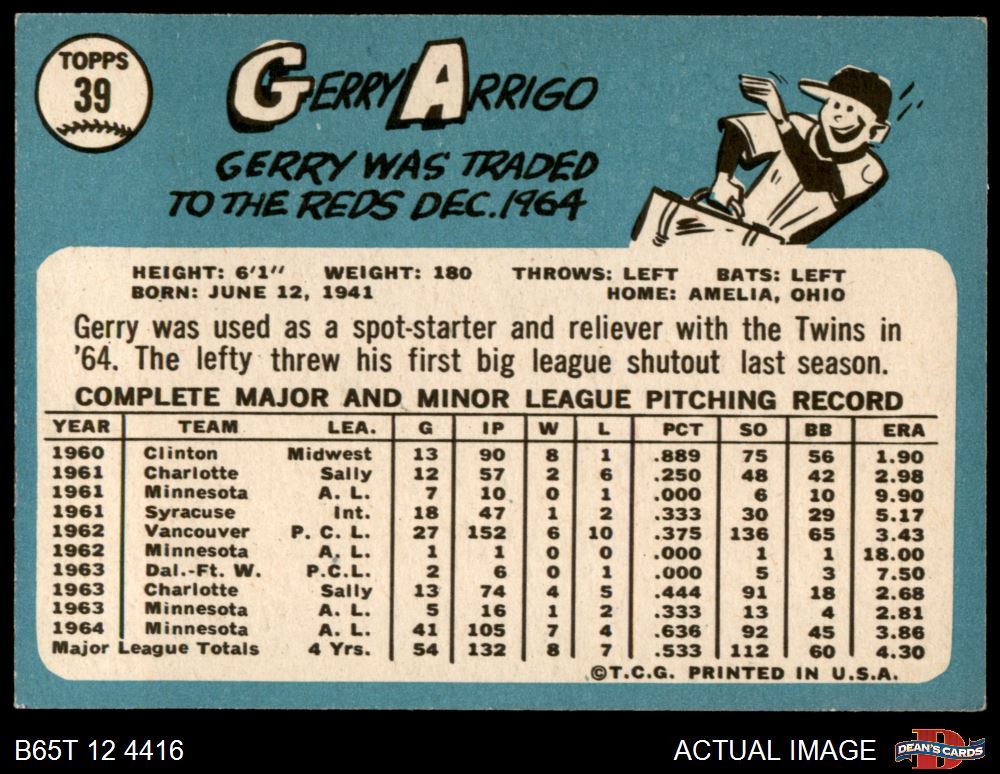 TOPPS
39
GERRY ARRIGO
GERRY WAS TRADED
TO THE REDS DEC. 1964
HEIGHT: 6'1" WEIGHT: 180 THROWS: LEFT BATS: LEFT
BORN: JUNE 12, 1941 HOME: AMELIA, OHIO
Gerry was used as a spot-starter and reliever with the Twins in
'64. The lefty threw his first big league shutout last season.
COMPLETE MAJOR AND MINOR LEAGUE PITCHING RECORD
YEAR TEAM LEA. G IP W L PCT SO BB ERA
1960 Clinton Midwest 13 90 8 1 .889 75 56 1.90
1961 Charlotte Sally 12 57 2 6 .250 48 42 2.98
1961 Minnesota A. L. 7 10 0 1 .000 6 10 9.90
1961 Syracuse Int. 18 47 1 2 .333 30 29 5.17
1962 Vancouver P. C. L. 27 152 6 10 .375 136 65 3.43
1962 Minnesota A. L. 1 1 0 0 .000 1 1 18.00
1963 Dal.-Ft. W. P.C.L. 2 6 0 1 .000 5 3 7.50
1963 Charlotte Sally 13 74 4 5 .444 91 18 2.68
1963 Minnesota A. L. 5 16 1 2 .333 13 4 2.81
1964 Minnesota A. L. 41 105 7 4 .636 92 45 3.86
Major League Totals 4 Yrs. 54 132 8 7 .533 112 60 4.30
©T.C.G. PRINTED IN U.S.A.
B65T 12 4416 ACTUAL IMAGE DEAN'S CARDS